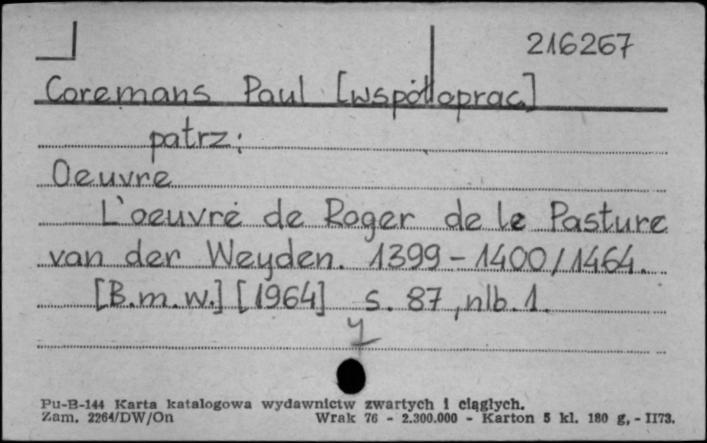 216267
Coremans Paul [współoprac.]
patrz:
Oeuvre
L'oeuvre de Roger de le Pasture
van der Weyden. 1399-1400/1464.
[B.m.w.] [1964] s. 87, nlb. 1.
Pu-B-144 Karta katalogowa wydawnictw zwartych i ciągłych.
Zam. 2264/DW/On Wrak 76 - 2.300.000 - Karton 5 kl. 180 g, - II73.